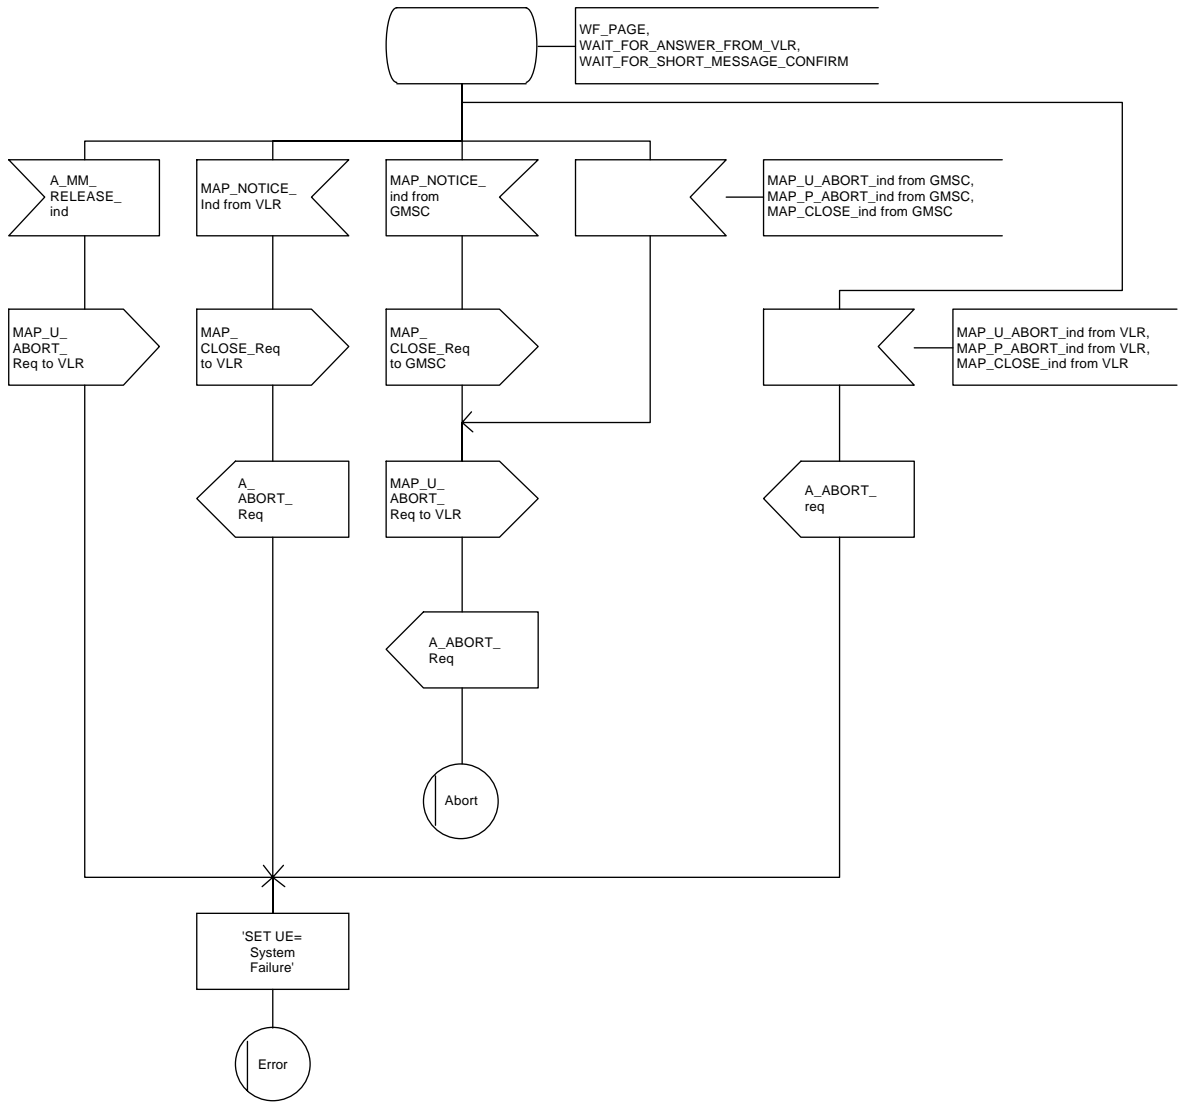 WF_PAGE,
WAIT_FOR_ANSWER_FROM_VLR,
WAIT_FOR_SHORT_MESSAGE_CONFIRM
A_MM_
RELEASE_
ind
MAP_NOTICE_
Ind from VLR
MAP_NOTICE_
ind from
GMSC
MAP_U_ABORT_ind from GMSC,
MAP_P_ABORT_ind from GMSC,
MAP_CLOSE_ind from GMSC
MAP_U_
ABORT_
Req to VLR
MAP_
CLOSE_Req
to VLR
MAP_
CLOSE_Req
to GMSC
MAP_U_ABORT_ind from VLR,
MAP_P_ABORT_ind from VLR,
MAP_CLOSE_ind from VLR
A_
ABORT_
Req
MAP_U_
ABORT_
Req to VLR
A_ABORT_
req
A_ABORT_
Req
Abort
'SET UE=
System
Failure'
Error